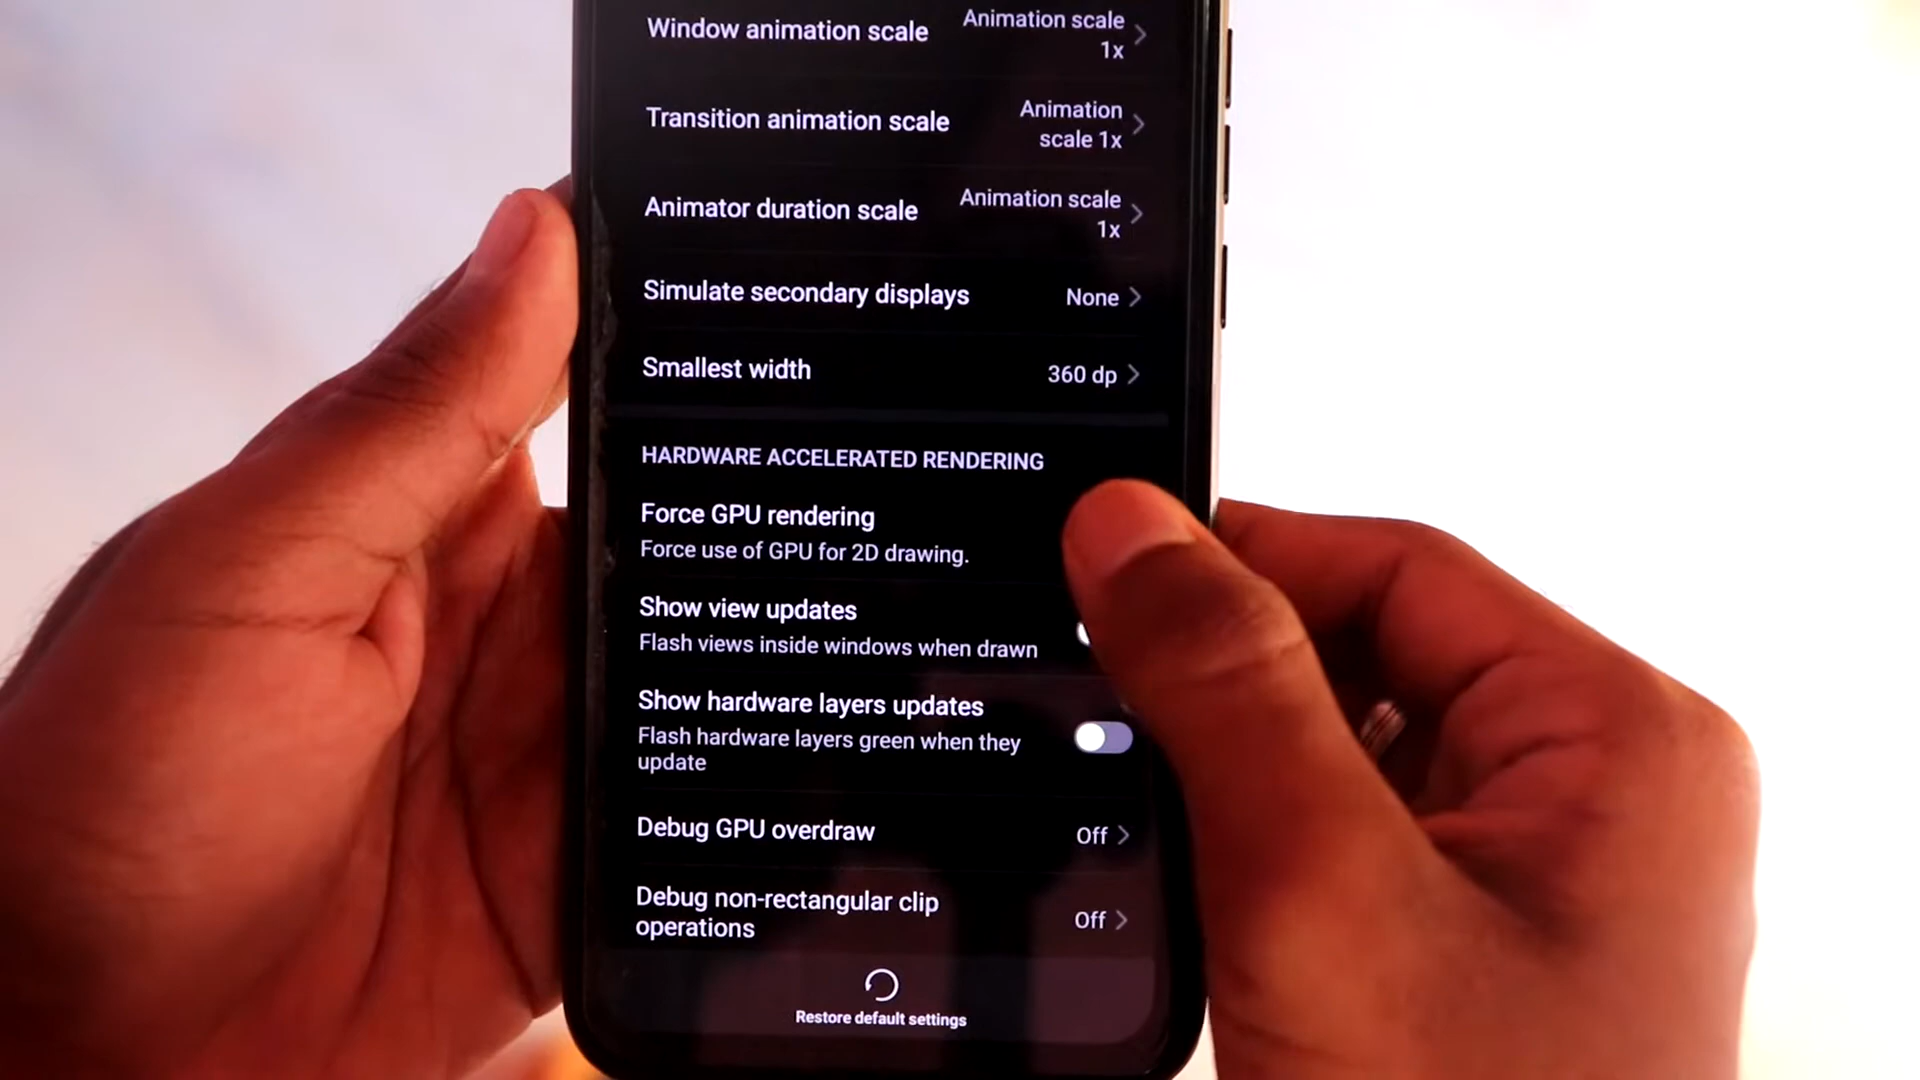 Window animation scale
Animation scale
1x
Transition animation scale
Animation
scale 1x
Animator duration scale
Animation scale
1x
Simulate secondary displays
None
Smallest width
360 dp
HARDWARE ACCELERATED RENDERING
Force GPU rendering
Force use of GPU for 2D drawing.
Show view updates
Flash views inside windows when drawn
Show hardware layers updates
Flash hardware layers green when they
update
Debug GPU overdraw
Off
Debug non-rectangular clip
operations
Off
Restore default settings